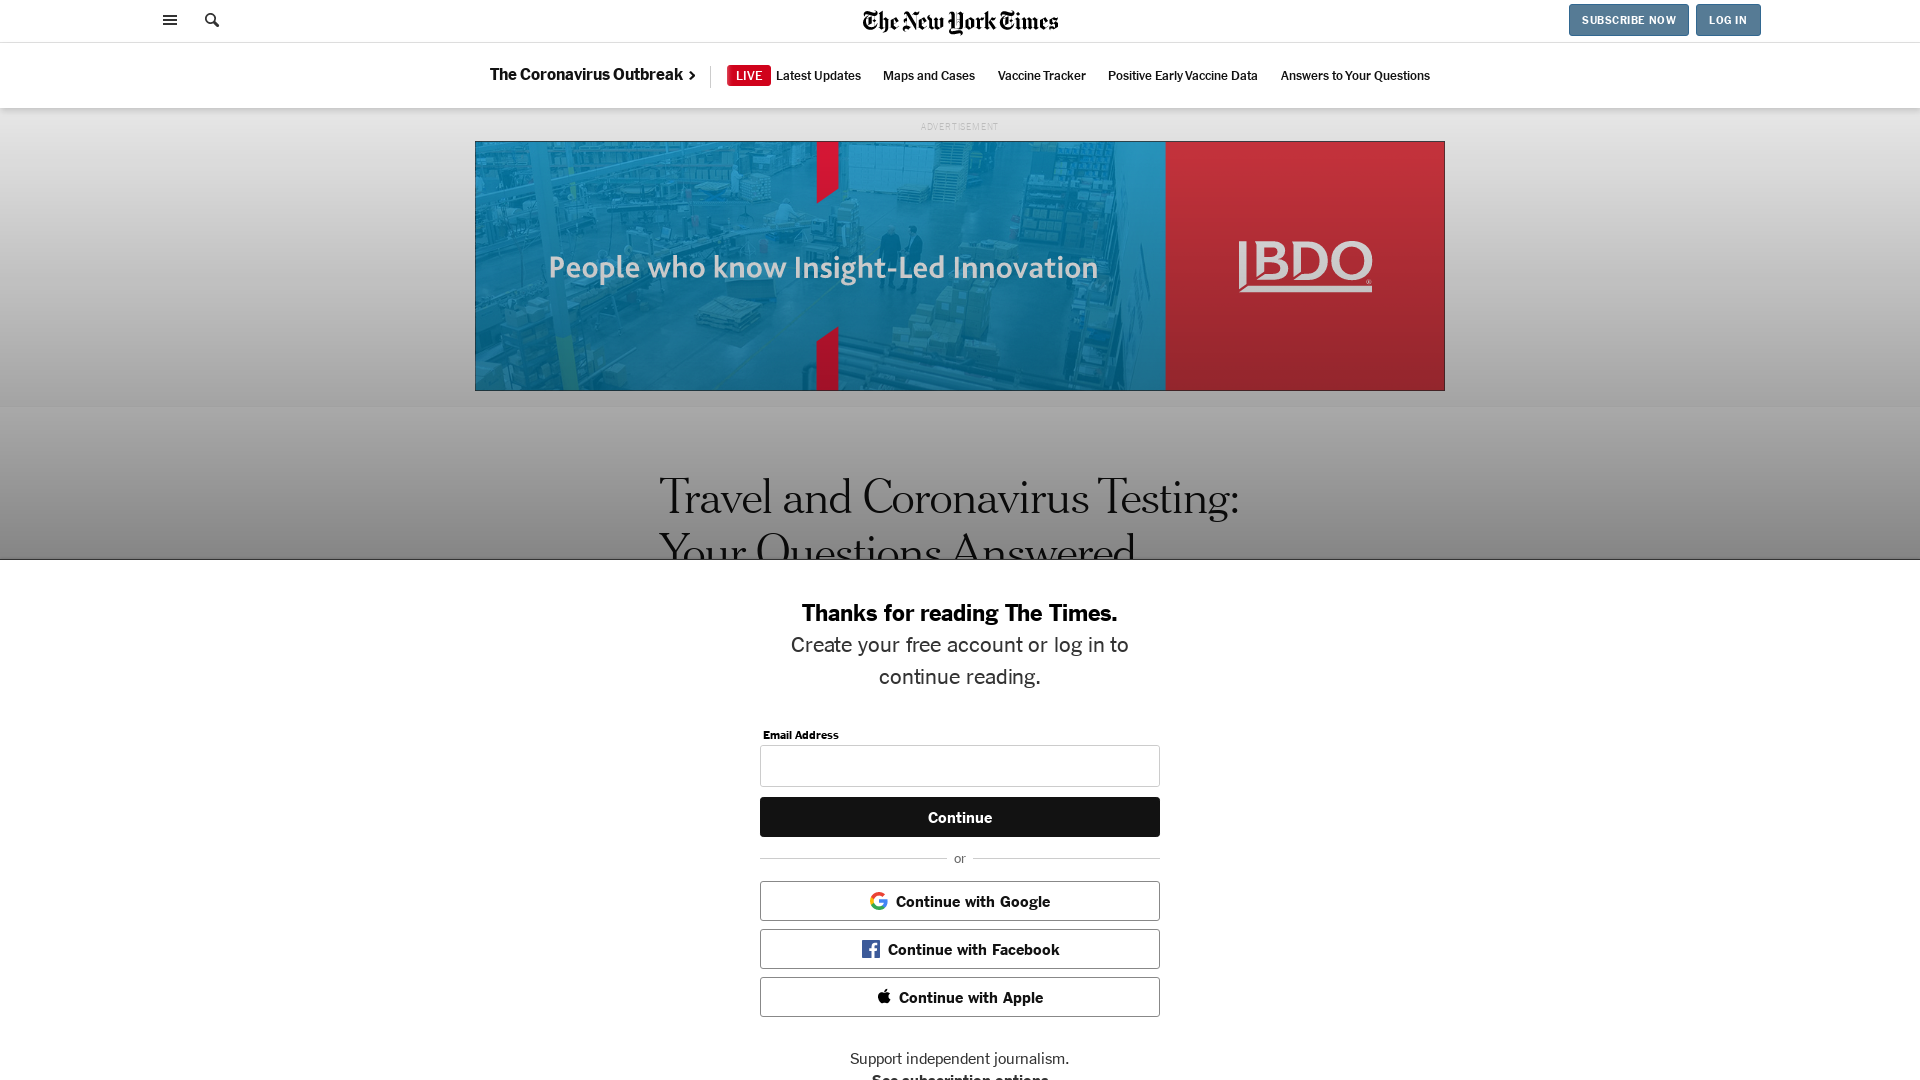 The New York Times
SUBSCRIBE NOW
LOG IN
The Coronavirus Outbreak
LIVE Latest Updates
Maps and Cases
Vaccine Tracker
Positive Early Vaccine Data
Answers to Your Questions
ADVERTISEMENT
People who know Insight-Led Innovation
BDO
Travel and Coronavirus Testing:
Your Questions Answered
Thanks for reading The Times.
Create your free account or log in to
continue reading.
Email Address
Continue
or
Continue with Google
Continue with Facebook
Continue with Apple
Support independent journalism.
See subscription options.